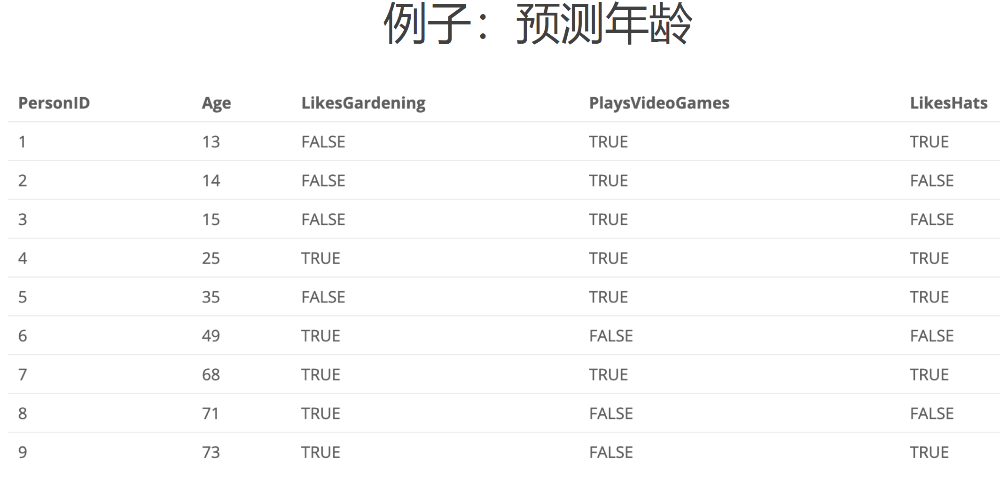 例子：预测年龄
PersonID Age LikesGardening PlaysVideoGames LikesHats
1 13 FALSE TRUE TRUE
2 14 FALSE TRUE FALSE
3 15 FALSE TRUE FALSE
4 25 TRUE TRUE TRUE
5 35 FALSE TRUE TRUE
6 49 TRUE FALSE FALSE
7 68 TRUE TRUE TRUE
8 71 TRUE FALSE FALSE
9 73 TRUE FALSE TRUE